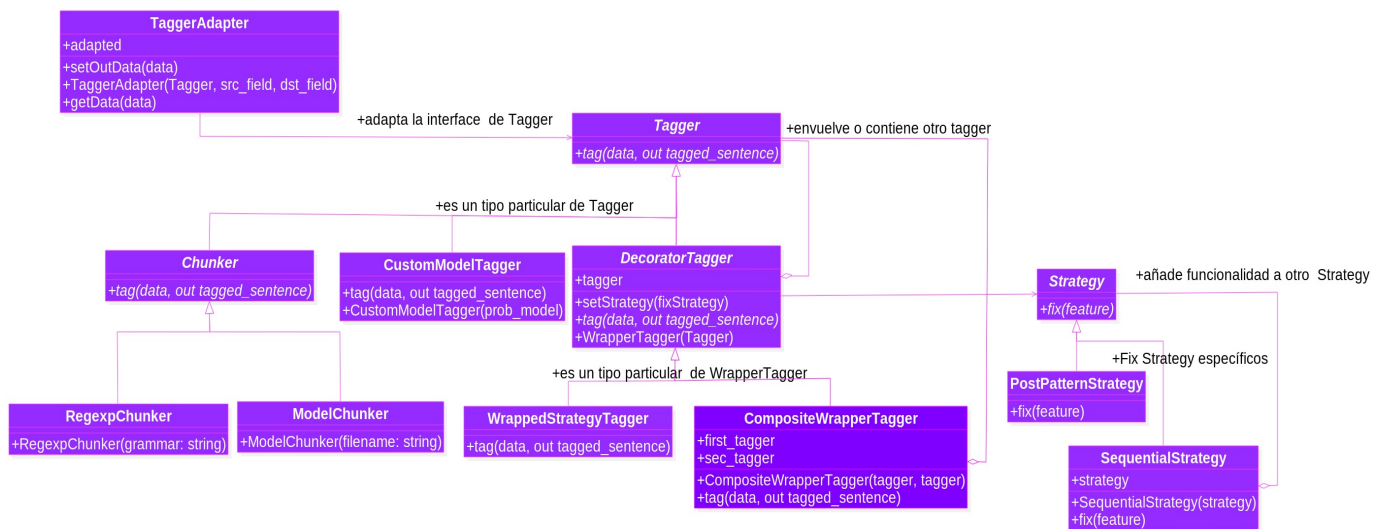 TaggerAdapter
+adapted
+setOutData(data)
+TaggerAdapter(Tagger, src_field, dst_field)
+getData(data)
+adapta la interface de Tagger
Tagger
+tag(data, out tagged_sentence)
+envuelve o contiene otro tagger
+es un tipo particular de Tagger
Chunker
+tag(data, out tagged_sentence)
CustomModelTagger
+tag(data, out tagged_sentence)
+CustomModelTagger(prob_model)
DecoratorTagger
+tagger
+setStrategy(fixStrategy)
+tag(data, out tagged_sentence)
+WrapperTagger(Tagger)
+añade funcionalidad a otro Strategy
Strategy
+fix(feature)
+Fix Strategy específicos
+es un tipo particular de WrapperTagger
PostPatternStrategy
+fix(feature)
RegexpChunker
+RegexpChunker(grammar: string)
ModelChunker
+ModelChunker(filename: string)
WrappedStrategyTagger
+tag(data, out tagged_sentence)
CompositeWrapperTagger
+first_tagger
+sec_tagger
+CompositeWrapperTagger(tagger, tagger)
+tag(data, out tagged_sentence)
SequentialStrategy
+strategy
+SequentialStrategy(strategy)
+fix(feature)